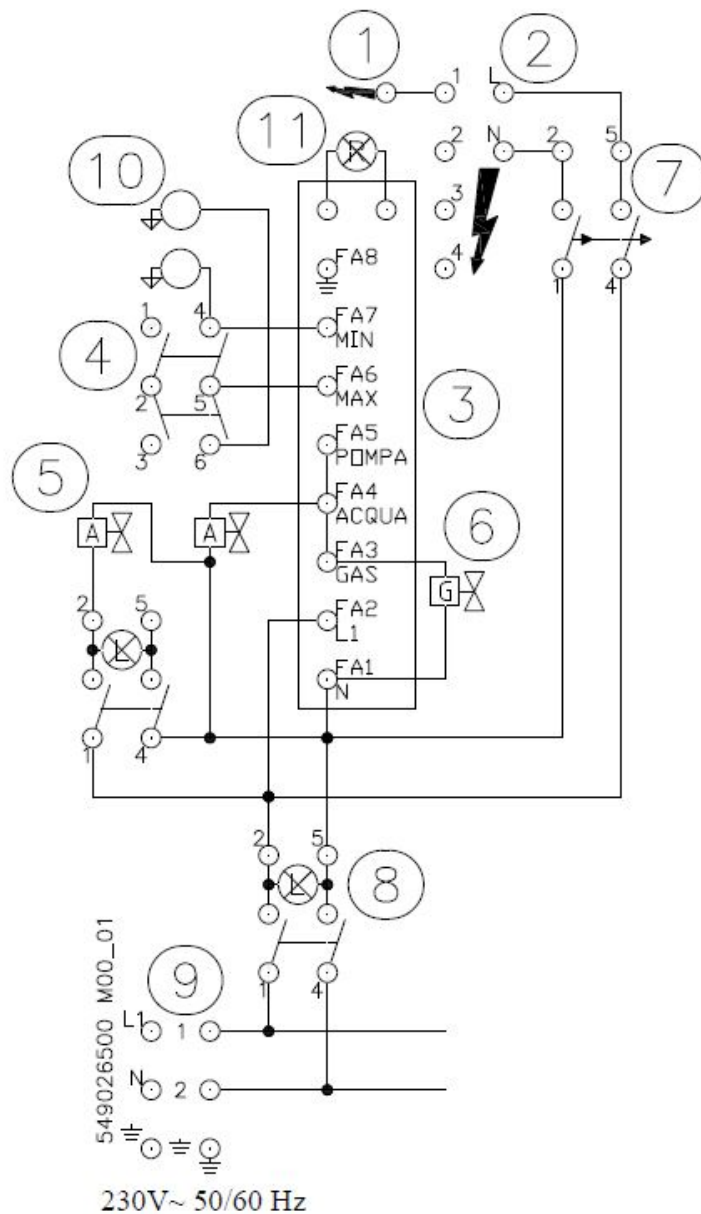 1
1 L 2
11
R
2 N 2 5
10
7
3
FA8
4
1 4
FA7
MIN
1 4
4
FA6
MAX
2 5
3
FA5
POMPA
3 6
5
FA4
ACQUA
A A
FA3
GAS
6
G
2 5
FA2
L1
L
FA1
N
1 4
2 5
L
8
1 4
9
L1 1
N 2
549026500 M00_01
230V~ 50/60 Hz